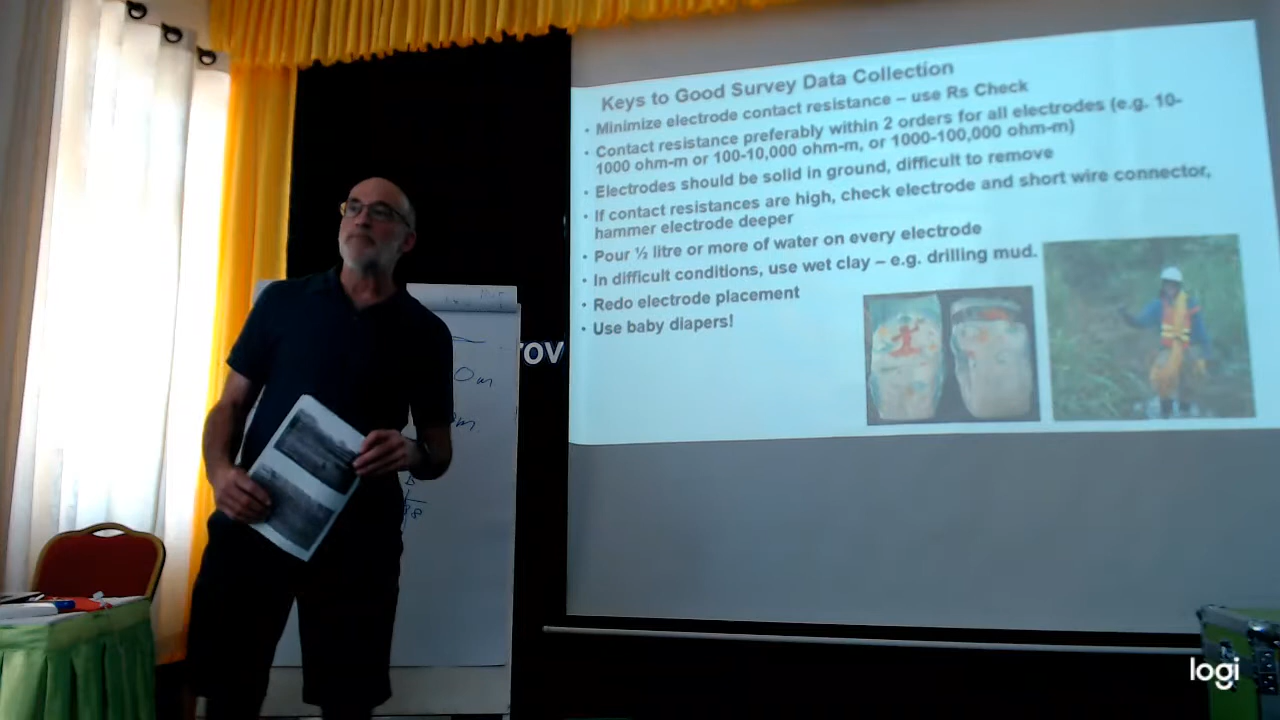 Keys to Good Survey Data Collection
• Minimize electrode contact resistance – use Rs Check
• Contact resistance preferably within 2 orders for all electrodes (e.g. 10-
1000 ohm-m or 100-10,000 ohm-m, or 1000-100,000 ohm-m)
• Electrodes should be solid in ground, difficult to remove
• If contact resistances are high, check electrode and short wire connector,
hammer electrode deeper
• Pour ½ litre or more of water on every electrode
• In difficult conditions, use wet clay – e.g. drilling mud.
• Redo electrode placement
• Use baby diapers!
rov
logi